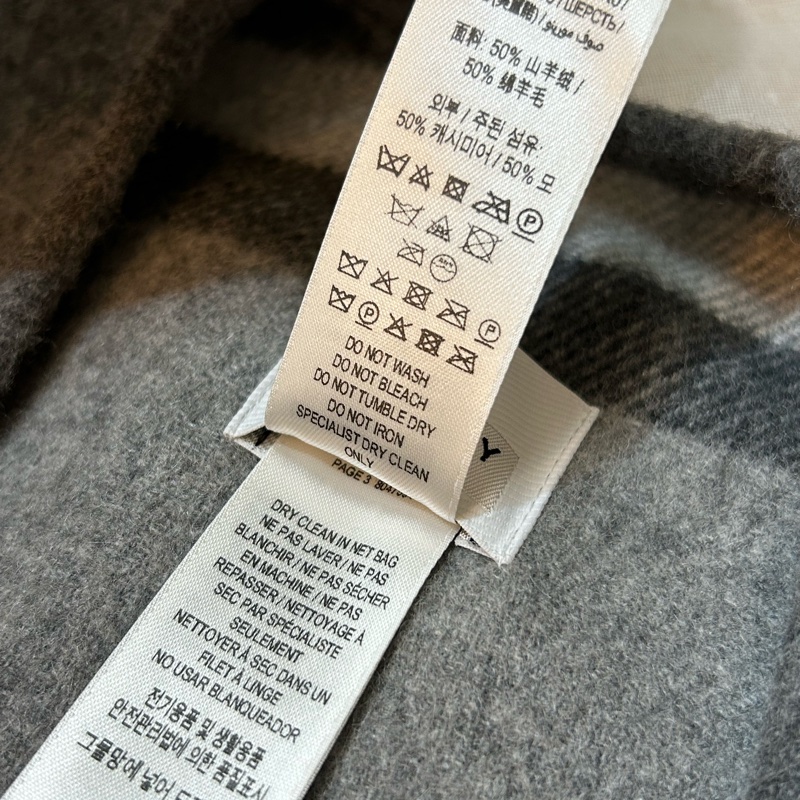 ШЕРСТЬ/
面料: 50% 山羊绒 /
50% 绵羊毛
외부 / 주된 섬유:
50% 캐시미어 / 50% 모
P
P
P
DO NOT WASH
DO NOT BLEACH
DO NOT TUMBLE DRY
DO NOT IRON
SPECIALIST DRY CLEAN
ONLY
PAGE 3
Y
DRY CLEAN IN NET BAG
NE PAS LAVER / NE PAS
BLANCHIR / NE PAS SÉCHER
EN MACHINE / NE PAS
REPASSER / NETTOYAGE À
SEC PAR SPÉCIALISTE
SEULEMENT
NETTOYER À SEC DANS UN
FILET À LINGE
NO USAR BLANQUEADOR
전기용품 및 생활용품
안전관리법에 의한 품질표시
그물망에 넣어